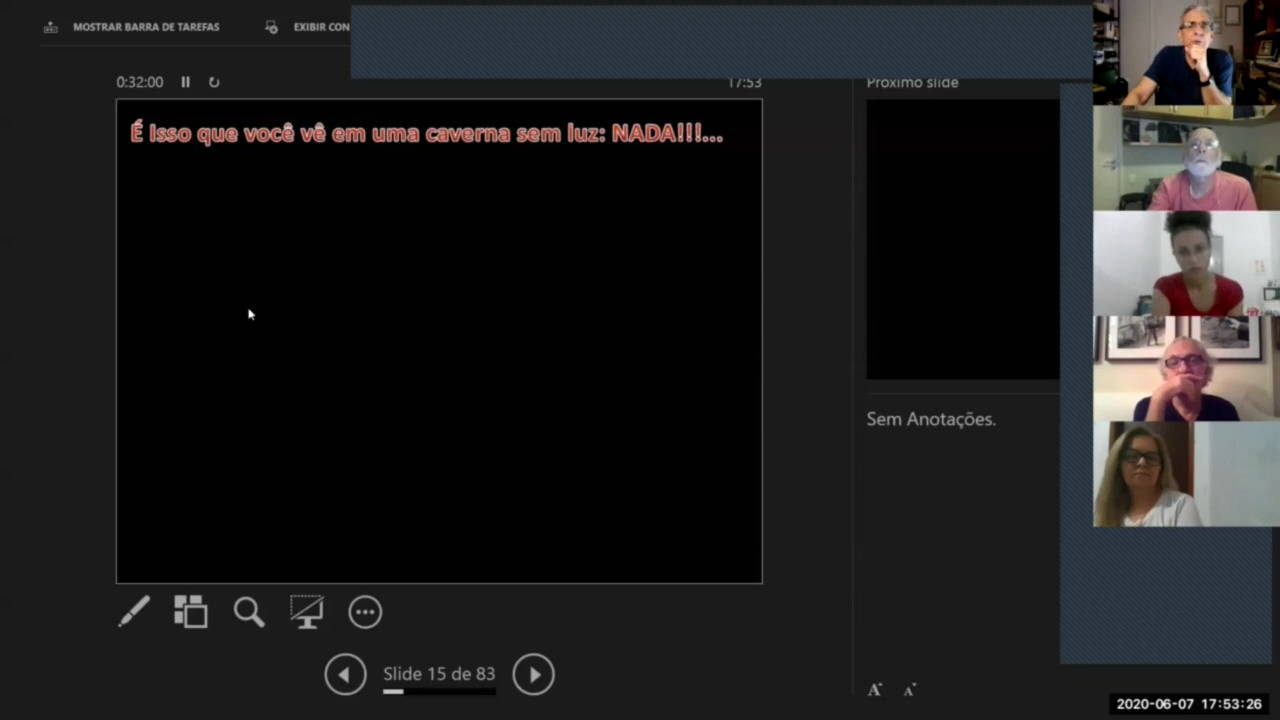 MOSTRAR BARRA DE TAREFAS
EXIBIR CON
0:32:00
17:53
Próximo slide
É Isso que você vê em uma caverna sem luz: NADA!!!...
Sem Anotações.
Slide 15 de 83
A A
2020-06-07 17:53:26